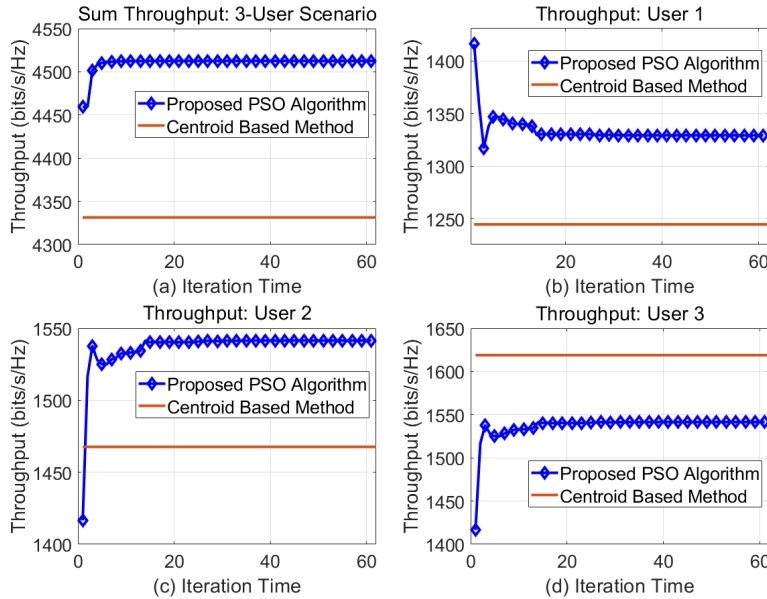 Sum Throughput: 3-User Scenario
Throughput (bits/s/Hz)
4550
4500
4450
4400
4350
4300
Proposed PSO Algorithm
Centroid Based Method
0 20 40 60
(a) Iteration Time
Throughput: User 1
Throughput (bits/s/Hz)
1400
1350
1300
1250
Proposed PSO Algorithm
Centroid Based Method
20 40 60
(b) Iteration Time
Throughput: User 2
Throughput (bits/s/Hz)
1550
1500
1450
1400
Proposed PSO Algorithm
Centroid Based Method
0 20 40 60
(c) Iteration Time
Throughput: User 3
Throughput (bits/s/Hz)
1650
1600
1550
1500
1450
1400
Proposed PSO Algorithm
Centroid Based Method
0 20 40 60
(d) Iteration Time